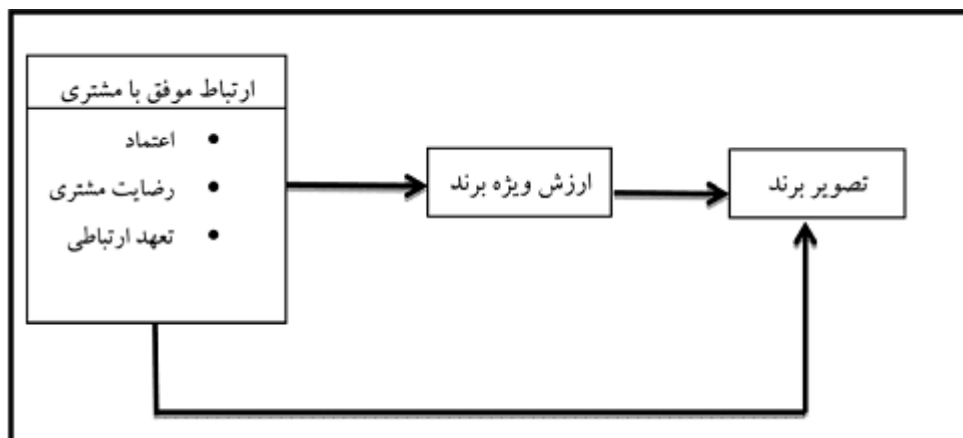 ارتباط موفق با مشتری
• اعتماد
• رضایت مشتری
• تعهد ارتباطی
ارزش ویژه برند
تصویر برند